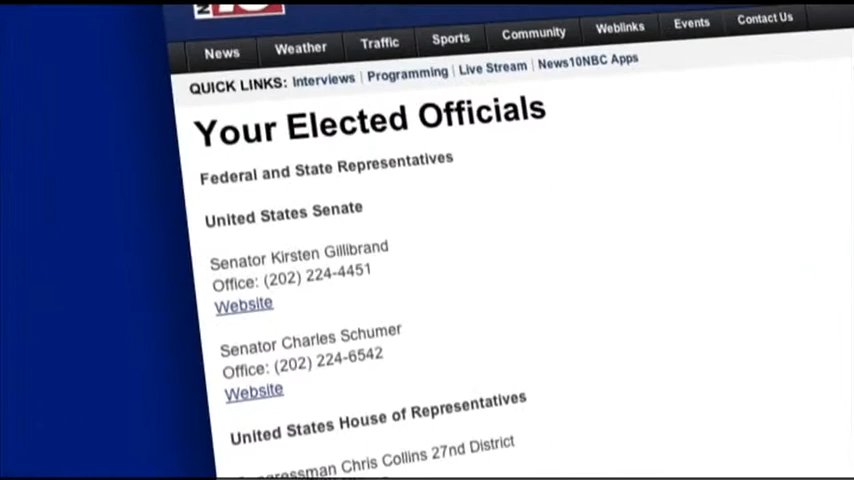 News Weather Traffic Sports Community Weblinks Events Contact Us
QUICK LINKS: Interviews | Programming | Live Stream | News10NBC Apps
Your Elected Officials
Federal and State Representatives
United States Senate
Senator Kirsten Gillibrand
Office: (202) 224-4451
Website
Senator Charles Schumer
Office: (202) 224-6542
Website
United States House of Representatives
Chris Collins 27nd District